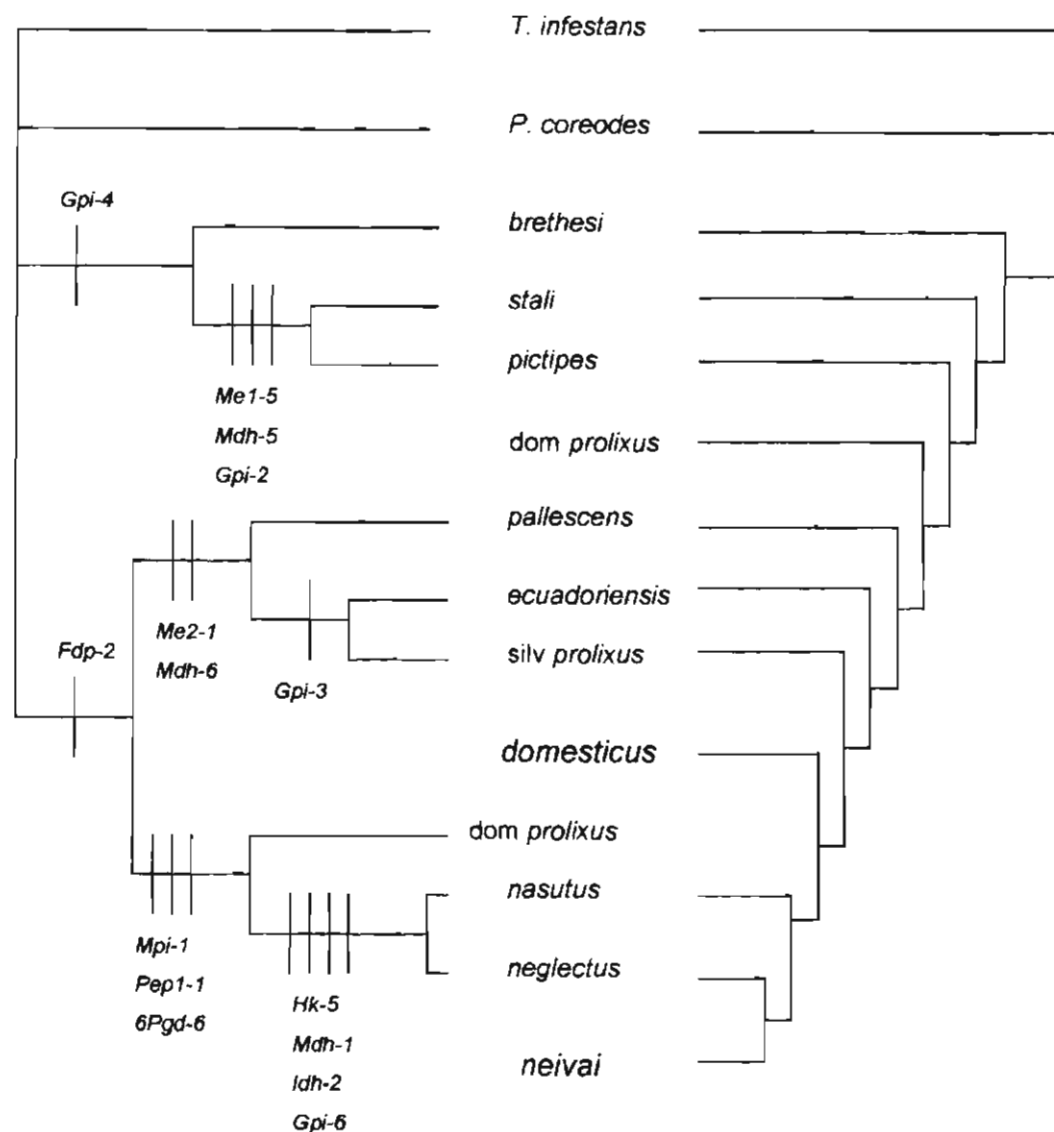 T. infestans
P. coreodes
Gpi-4
brethesi
stali
pictipes
Me1-5
Mdh-5
Gpi-2
dom prolixus
pallescens
ecuadoriensis
Me2-1
Mdh-6
Fdp-2
silv prolixus
Gpi-3
domesticus
dom prolixus
nasutus
Mpi-1
Pep1-1
6Pgd-6
neglectus
Hk-5
Mdh-1
Idh-2
Gpi-6
neivai